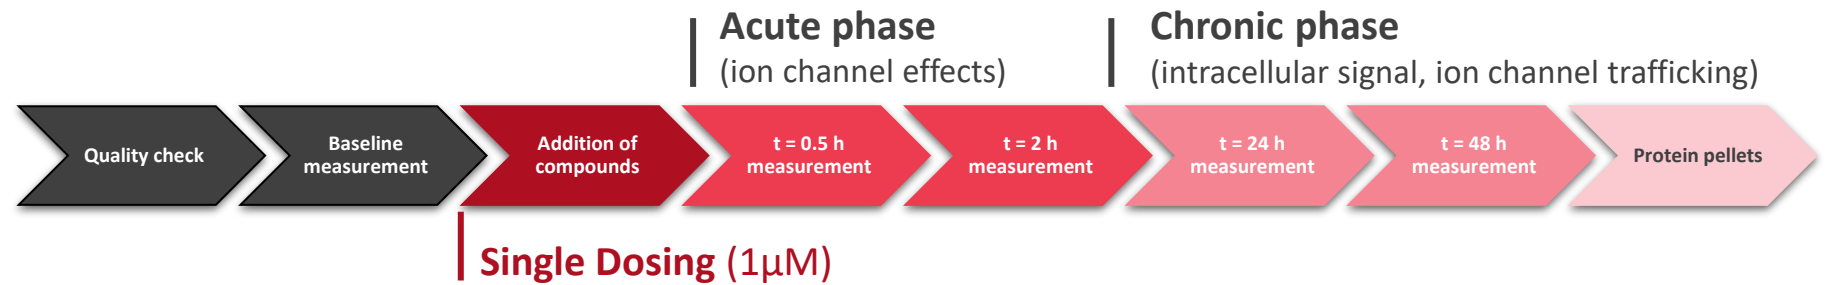 Acute phase
(ion channel effects)
Chronic phase
(intracellular signal, ion channel trafficking)
Quality check
Baseline
measurement
Addition of
compounds
t = 0.5 h
measurement
t = 2 h
measurement
t = 24 h
measurement
t = 48 h
measurement
Protein pellets
Single Dosing (1μM)